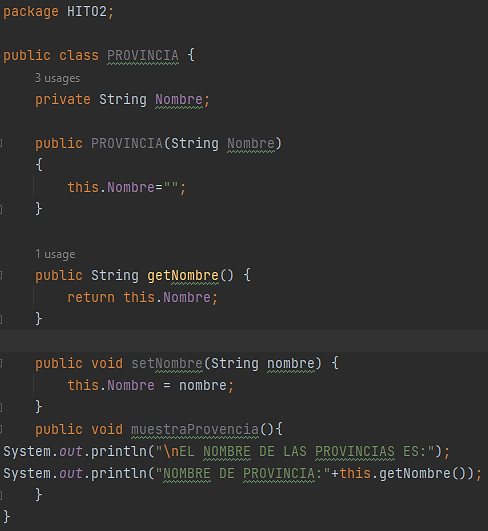 package HITO2;
public class PROVINCIA {
3 usages
private String Nombre;
public PROVINCIA(String Nombre)
{
this.Nombre="";
}
1 usage
public String getNombre() {
return this.Nombre;
}
public void setNombre(String nombre) {
this.Nombre = nombre;
}
public void muestraProvencia(){
System.out.println("\nEL NOMBRE DE LAS PROVINCIAS ES:");
System.out.println("NOMBRE DE PROVINCIA:"+this.getNombre());
}
}